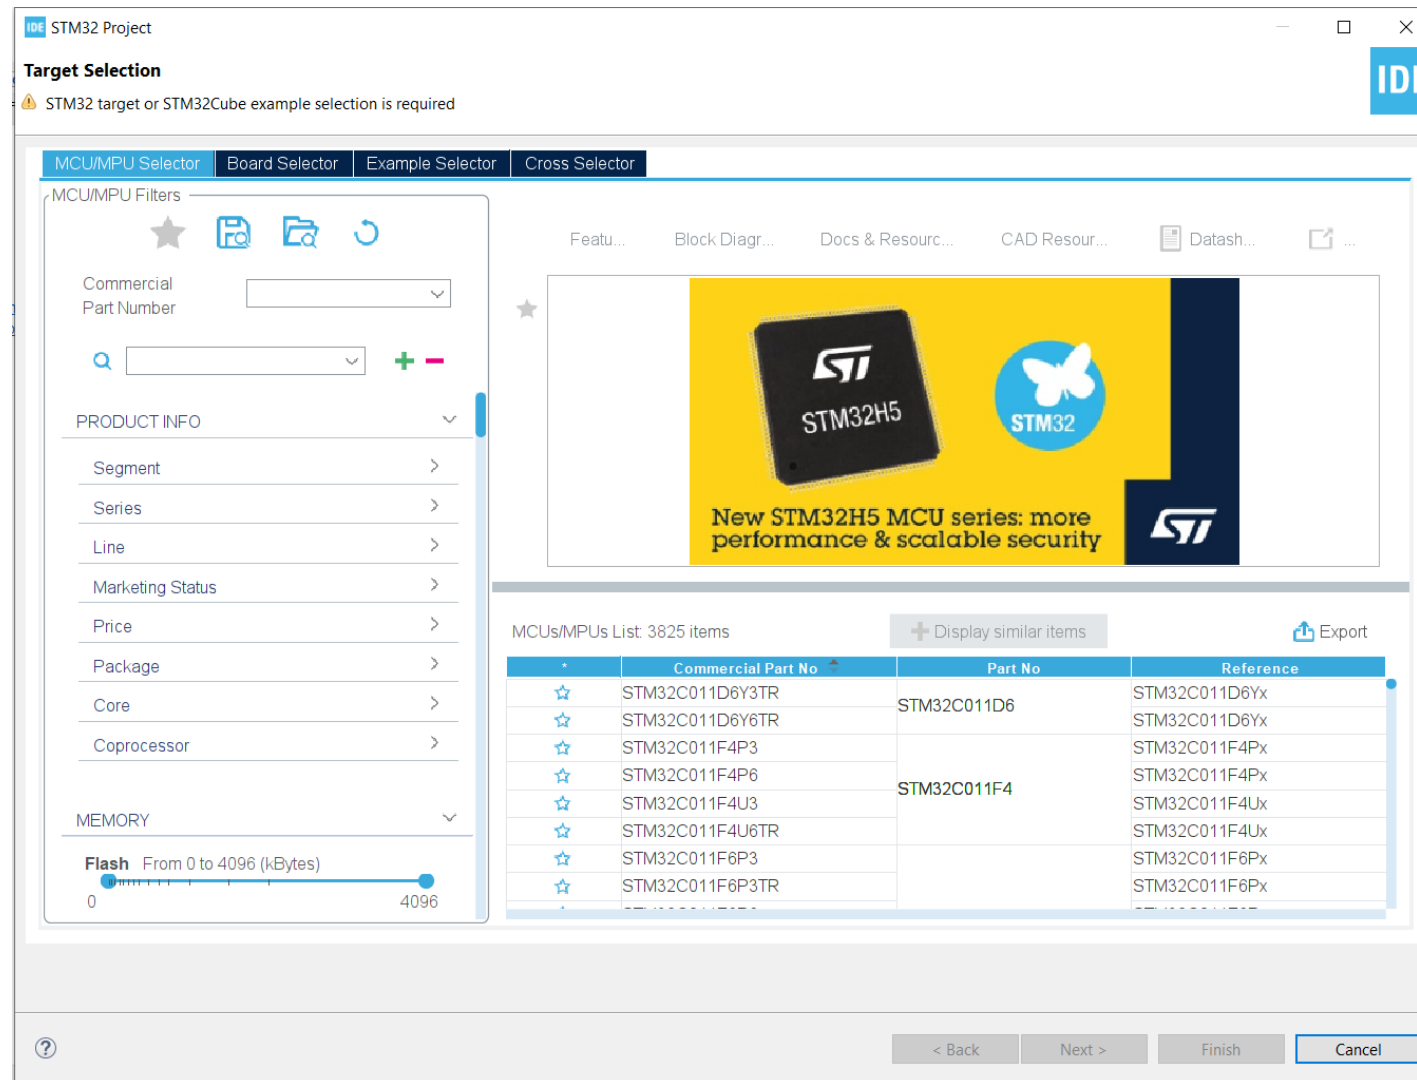 IDE STM32 Project
Target Selection
STM32 target or STM32Cube example selection is required
IDE
MCU/MPU Selector Board Selector Example Selector Cross Selector
MCU/MPU Filters
Featu... Block Diagr... Docs & Resourc... CAD Resour... Datash... ...
Commercial
Part Number
PRODUCT INFO
Segment
Series
Line
Marketing Status
Price
Package
Core
Coprocessor
MEMORY
Flash From 0 to 4096 (kBytes)
0 4096
ST
STM32H5
STM32
New STM32H5 MCU series: more
performance & scalable security
ST
MCUs/MPUs List: 3825 items
Display similar items
Export
* Commercial Part No Part No Reference
STM32C011D6Y3TR STM32C011D6 STM32C011D6Yx
STM32C011D6Y6TR STM32C011D6Yx
STM32C011F4P3 STM32C011F4Px
STM32C011F4P6 STM32C011F4 STM32C011F4Px
STM32C011F4U3 STM32C011F4Ux
STM32C011F4U6TR STM32C011F4Ux
STM32C011F6P3 STM32C011F6Px
STM32C011F6P3TR STM32C011F6Px
< Back Next > Finish Cancel